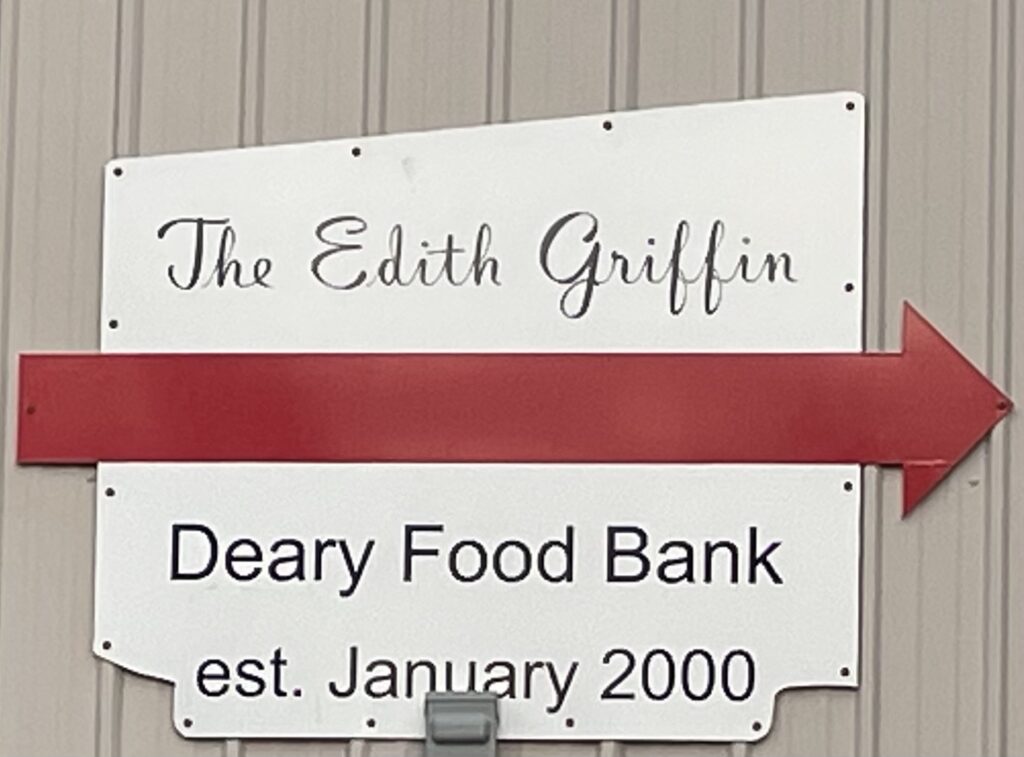 The Edith Griffin
Deary Food Bank
est. January 2000